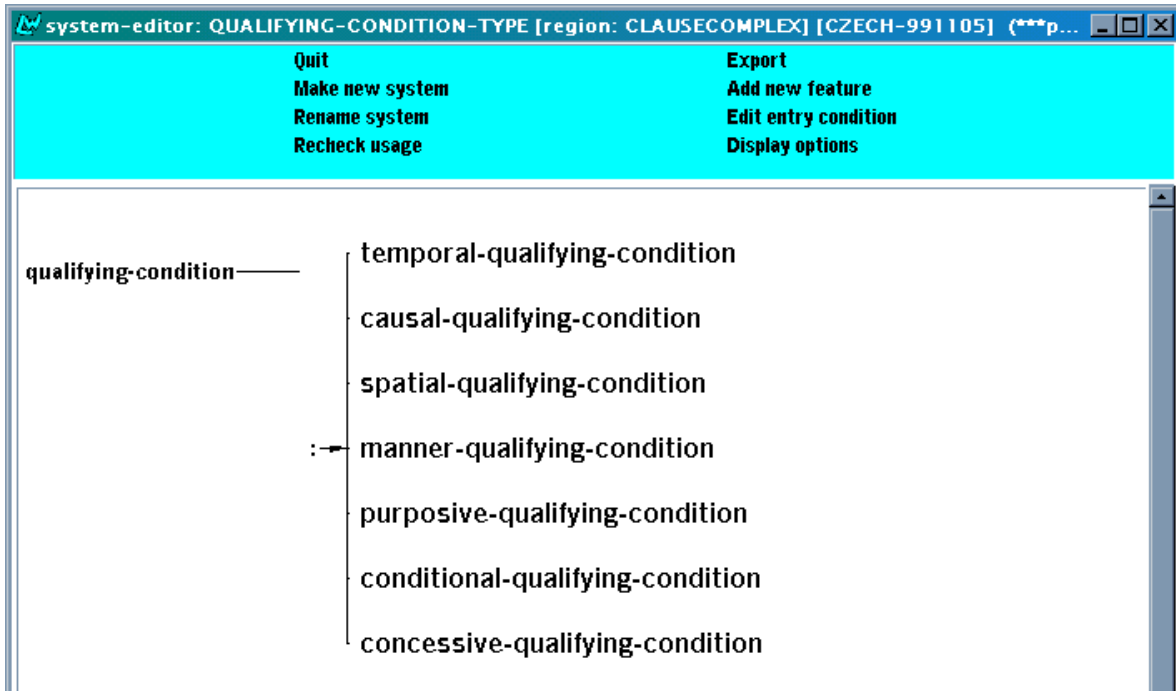 system-editor: QUALIFYING-CONDITION-TYPE [region: CLAUSECOMPLEX] [CZECH-991105] (***p...
Quit Export
Make new system Add new feature
Rename system Edit entry condition
Recheck usage Display options
temporal-qualifying-condition
qualifying-condition
causal-qualifying-condition
spatial-qualifying-condition
: manner-qualifying-condition
purposive-qualifying-condition
conditional-qualifying-condition
concessive-qualifying-condition